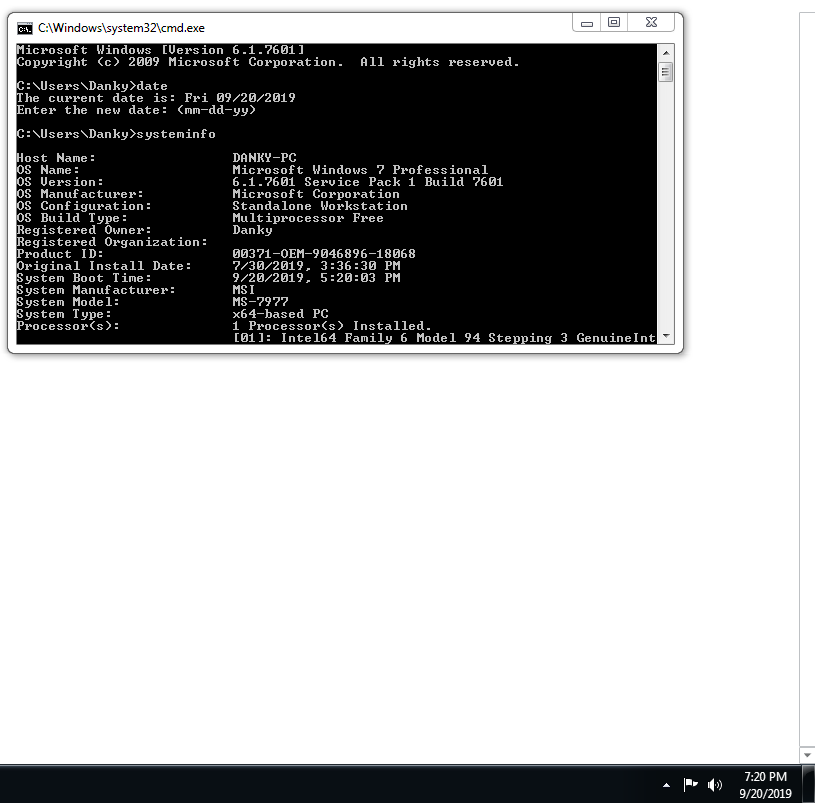 C:\Windows\system32\cmd.exe
Microsoft Windows [Version 6.1.7601]
Copyright (c) 2009 Microsoft Corporation.  All rights reserved.
C:\Users\Danky>date
The current date is: Fri 09/20/2019
Enter the new date: (mm-dd-yy)
C:\Users\Danky>systeminfo
Host Name:                 DANKY-PC
OS Name:                   Microsoft Windows 7 Professional
OS Version:                6.1.7601 Service Pack 1 Build 7601
OS Manufacturer:           Microsoft Corporation
OS Configuration:          Standalone Workstation
OS Build Type:             Multiprocessor Free
Registered Owner:          Danky
Registered Organization:
Product ID:                00371-OEM-9046896-18068
Original Install Date:     7/30/2019, 3:36:30 PM
System Boot Time:          9/20/2019, 5:20:03 PM
System Manufacturer:       MSI
System Model:              MS-7977
System Type:               x64-based PC
Processor(s):              1 Processor(s) Installed.
                           [01]: Intel64 Family 6 Model 94 Stepping 3 GenuineInt
7:20 PM
9/20/2019